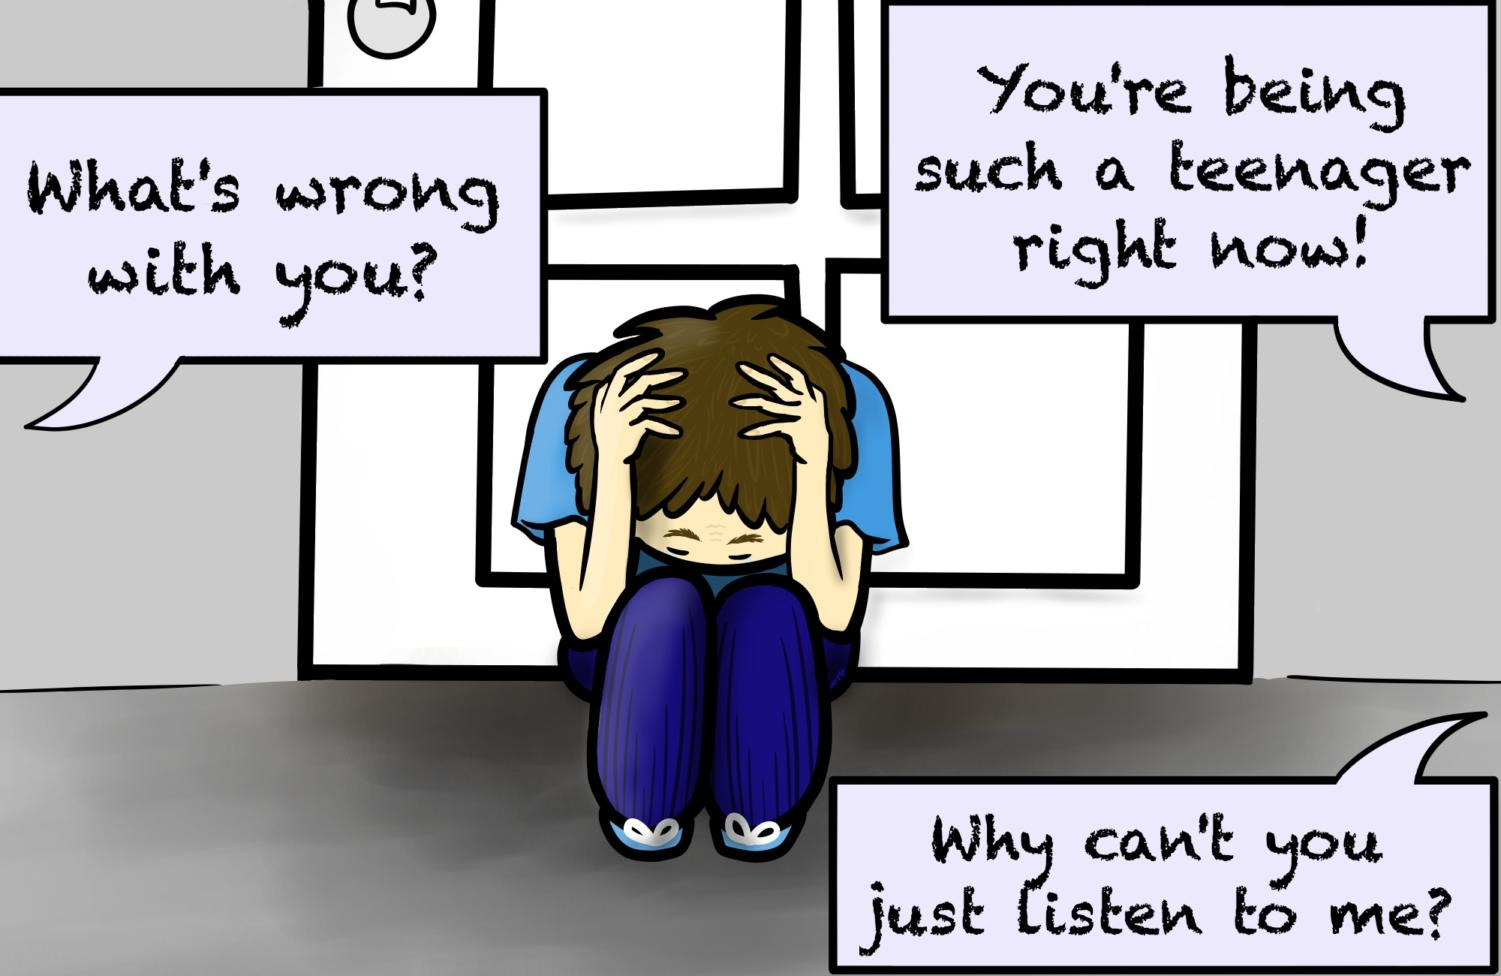 What's wrong
with you?
You're being
such a teenager
right now!
Why can't you
just listen to me?